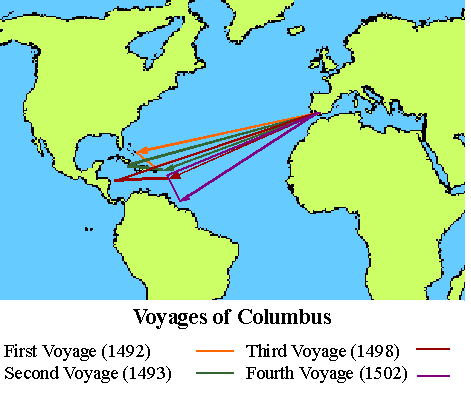 Voyages of Columbus
First Voyage (1492) Third Voyage (1498)
Second Voyage (1493) Fourth Voyage (1502)